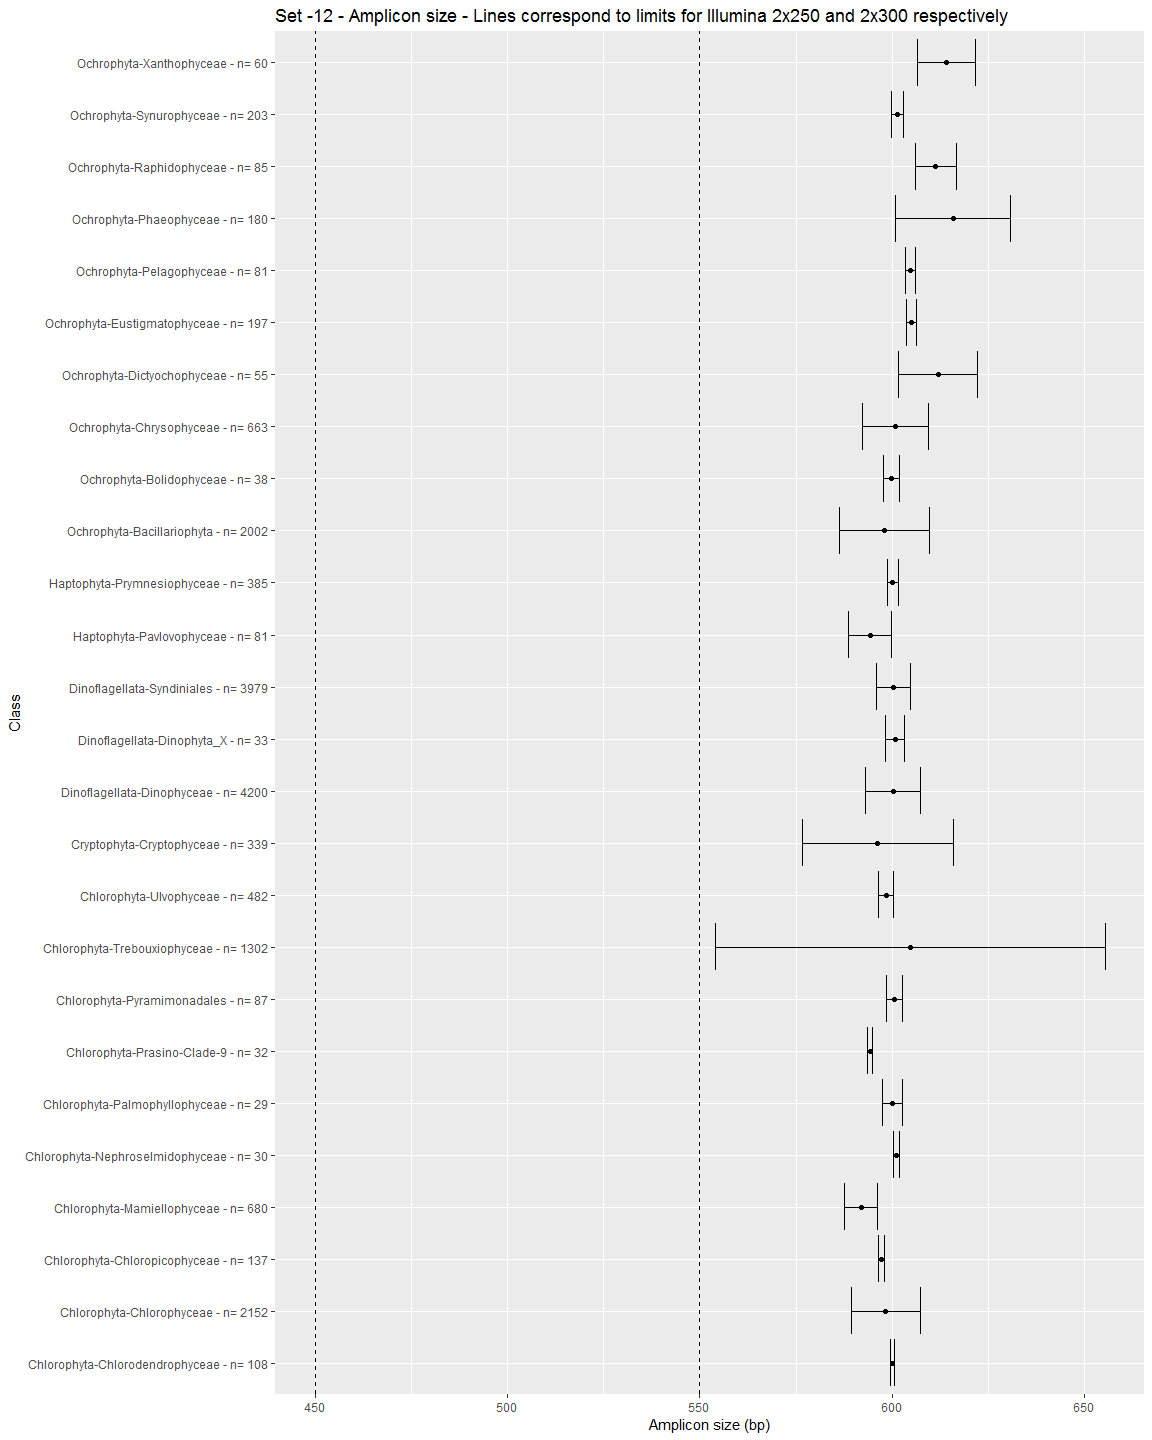 Set -12 - Amplicon size - Lines correspond to limits for Illumina 2x250 and 2x300 respectively
Ochrophyta-Xanthophyceae - n= 60
Ochrophyta-Synurophyceae - n= 203
Ochrophyta-Raphidophyceae - n= 85
Ochrophyta-Phaeophyceae - n= 180
Ochrophyta-Pelagophyceae - n= 81
Ochrophyta-Eustigmatophyceae - n= 197
Ochrophyta-Dictyochophyceae - n= 55
Ochrophyta-Chrysophyceae - n= 663
Ochrophyta-Bolidophyceae - n= 38
Ochrophyta-Bacillariophyta - n= 2002
Haptophyta-Prymnesiophyceae - n= 385
Haptophyta-Pavlovophyceae - n= 81
Dinoflagellata-Syndiniales - n= 3979
Dinoflagellata-Dinophyta_X - n= 33
Dinoflagellata-Dinophyceae - n= 4200
Cryptophyta-Cryptophyceae - n= 339
Chlorophyta-Ulvophyceae - n= 482
Chlorophyta-Trebouxiophyceae - n= 1302
Chlorophyta-Pyramimonadales - n= 87
Chlorophyta-Prasino-Clade-9 - n= 32
Chlorophyta-Palmophyllophyceae - n= 29
Chlorophyta-Nephroselmidophyceae - n= 30
Chlorophyta-Mamiellophyceae - n= 680
Chlorophyta-Chloropicophyceae - n= 137
Chlorophyta-Chlorophyceae - n= 2152
Chlorophyta-Chlorodendrophyceae - n= 108
Class
450 500 550 600 650
Amplicon size (bp)